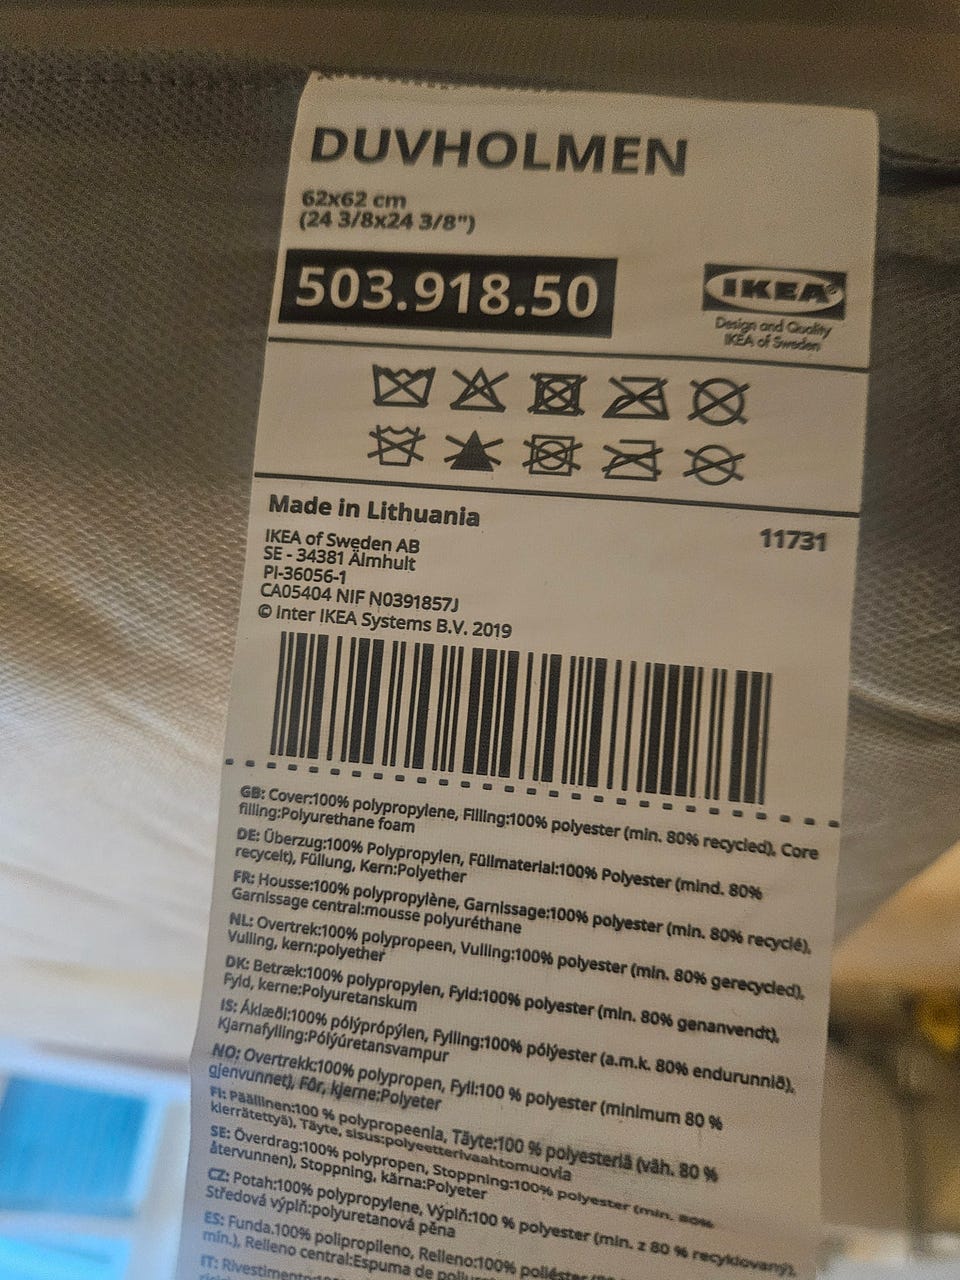 DUVHOLMEN
62x62 cm
(24 3/8x24 3/8")
503.918.50
IKEA®
Design and Quality
IKEA of Sweden
Made in Lithuania
11731
IKEA of Sweden AB
SE - 34381 Älmhult
PI-36056-1
CA05404 NIF N0391857J
© Inter IKEA Systems B.V. 2019
GB: Cover:100% polypropylene, Filling:100% polyester (min. 80% recycled), Core
filling:Polyurethane foam
DE: Überzug:100% Polypropylen, Füllmaterial:100% Polyester (mind. 80%
recycelt), Füllung, Kern:Polyether
FR: Housse:100% polypropylène, Garnissage:100% polyester (min. 80% recyclé),
Garnissage central:mousse polyuréthane
NL: Overtrek:100% polypropeen, Vulling:100% polyester (min. 80% gerecycled),
Vulling, kern:polyether
DK: Betræk:100% polypropylen, Fyld:100% polyester (min. 80% genanvendt),
Fyld, kerne:Polyuretanskum
IS: Áklæði:100% pólýprópýlen, Fylling:100% pólýester (a.m.k. 80% endurunnið),
Kjarnafylling:Pólýúretansvampur
NO: Overtrekk:100% polypropen, Fyll:100 % polyester (minimum 80 %
gjenvunnet), Fôr, kjerne:Polyeter
FI: Päällinen:100 % polypropeenia, Täyte:100 % polyesteriä (väh. 80 %
kierrätettyä), Täyte, sisus:polyeetterivaahtomuovia
SE: Överdrag:100% polypropen, Stoppning:100% polyester (min. 80%
återvunnen), Stoppning, kärna:Polyeter
CZ: Potah:100% polypropylene, Výplň:100 % polyester (min. z 80 % recyklovaný),
Středová výplň:polyuretanová pěna
ES: Funda.100% polipropileno, Relleno:100% poliéster
mín.), Relleno central:Espuma de
IT: Rivestimento:100%